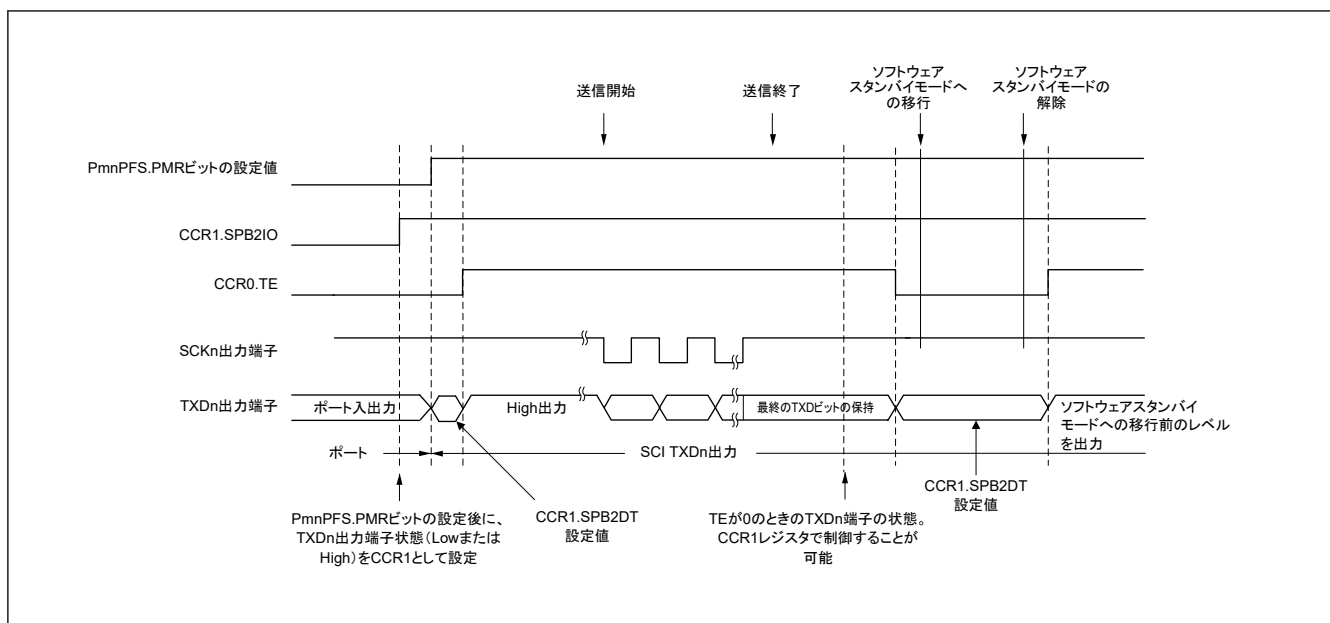 送信開始
送信終了
ソフトウェア
スタンバイモードへ
の移行
ソフトウェア
スタンバイモードの
解除
PmnPFS.PMRビットの設定値
CCR1.SPB2IO
CCR0.TE
SCKn出力端子
TXDn出力端子
ポート入出力
High出力
最終のTXDビットの保持
ソフトウェアスタンバイ
モードへの移行前のレベル
を出力
ポート
SCI TXDn出力
CCR1.SPB2DT
設定値
PmnPFS.PMRビットの設定後に、
TXDn出力端子状態(Lowまたは
High)をCCR1として設定
CCR1.SPB2DT
設定値
TEが0のときのTXDn端子の状態。
CCR1レジスタで制御することが
可能